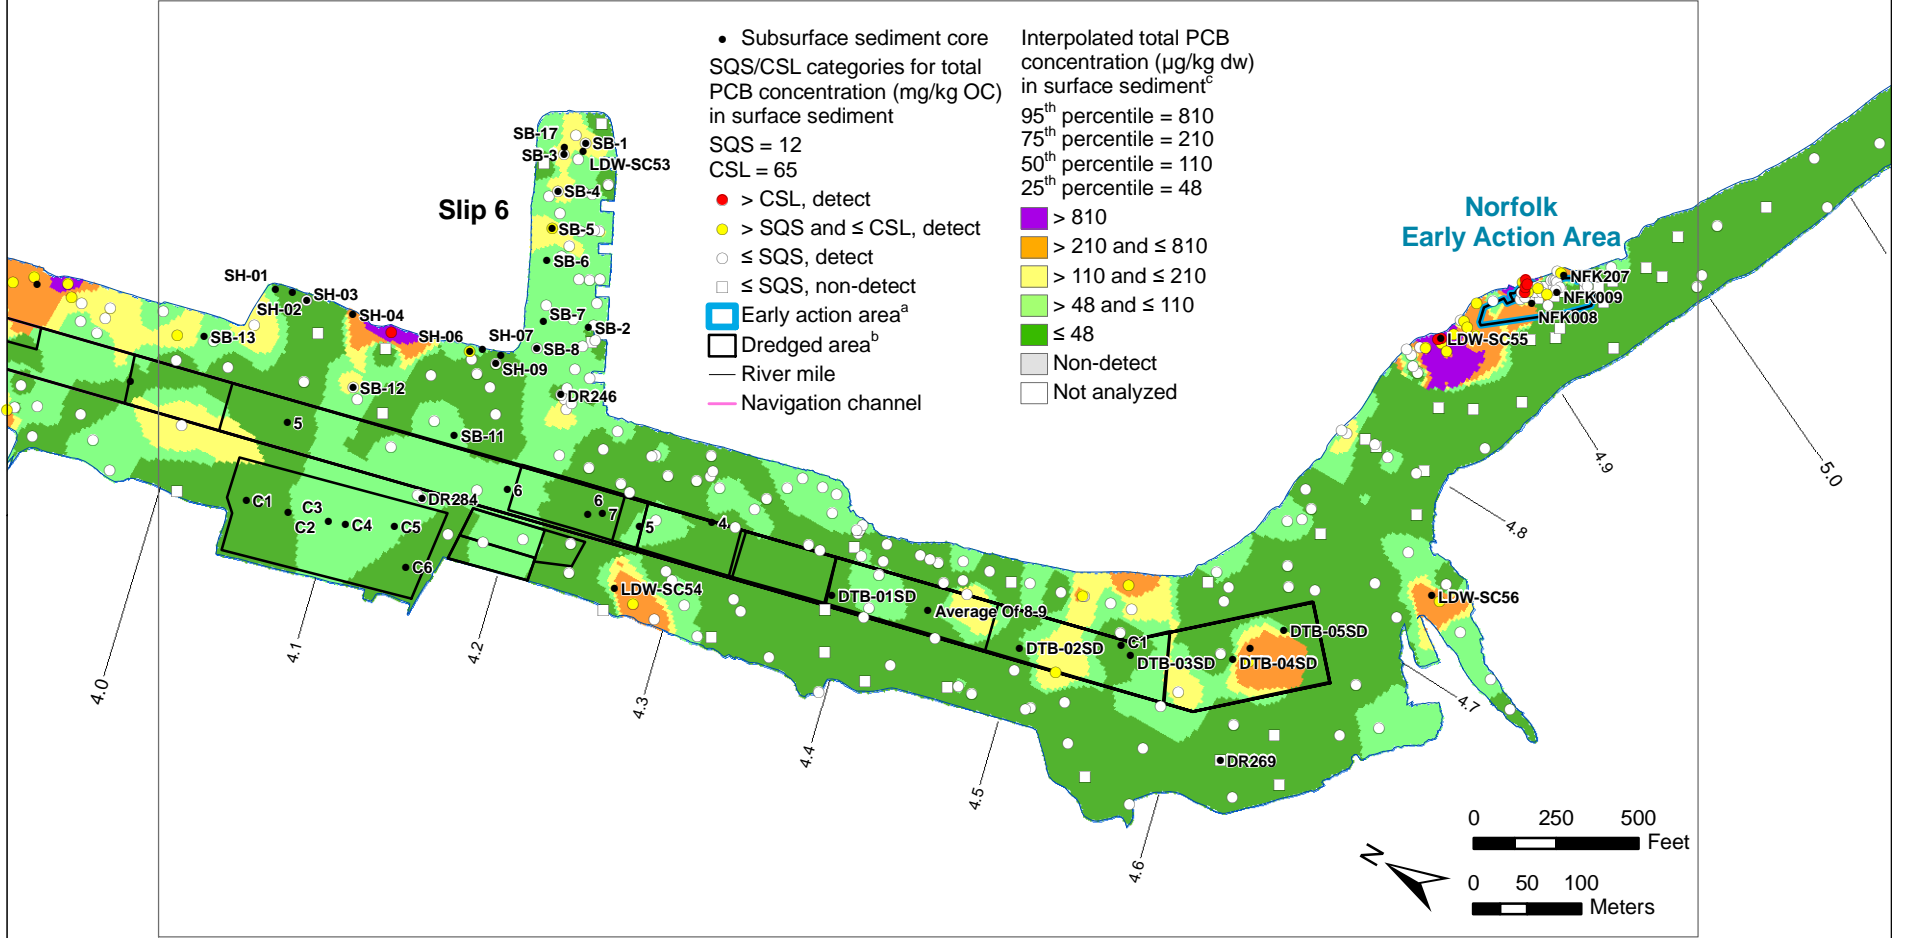 Subsurface sediment core
SQS/CSL categories for total
PCB concentration (mg/kg OC)
in surface sediment
SQS = 12
CSL = 65
> CSL, detect
> SQS and ≤ CSL, detect
≤ SQS, detect
≤ SQS, non-detect
Early action area^a
Dredged area^b
River mile
Navigation channel
Interpolated total PCB
concentration (µg/kg dw)
in surface sediment^c
95th percentile = 810
75th percentile = 210
50th percentile = 110
25th percentile = 48
> 810
> 210 and ≤ 810
> 110 and ≤ 210
> 48 and ≤ 110
≤ 48
Non-detect
Not analyzed
Slip 6
Norfolk
Early Action Area
SB-17
SB-1
SB-3
LDW-SC53
SB-4
SB-5
SB-6
SB-7
SB-2
SB-8
DR246
SH-01
SH-02
SH-03
SH-04
SH-06
SH-07
SH-09
SB-13
SB-12
SB-11
5
C1
C3
C2
C4
C5
C6
DR284
6
6
7
5
4
LDW-SC54
DTB-01SD
Average Of 8-9
DTB-02SD
C1
DTB-03SD
DTB-05SD
DTB-04SD
DR269
LDW-SC56
LDW-SC55
NFK207
NFK009
NFK008
4.0
4.1
4.2
4.3
4.4
4.5
4.6
4.7
4.8
4.9
5.0
N
0 250 500
Feet
0 50 100
Meters